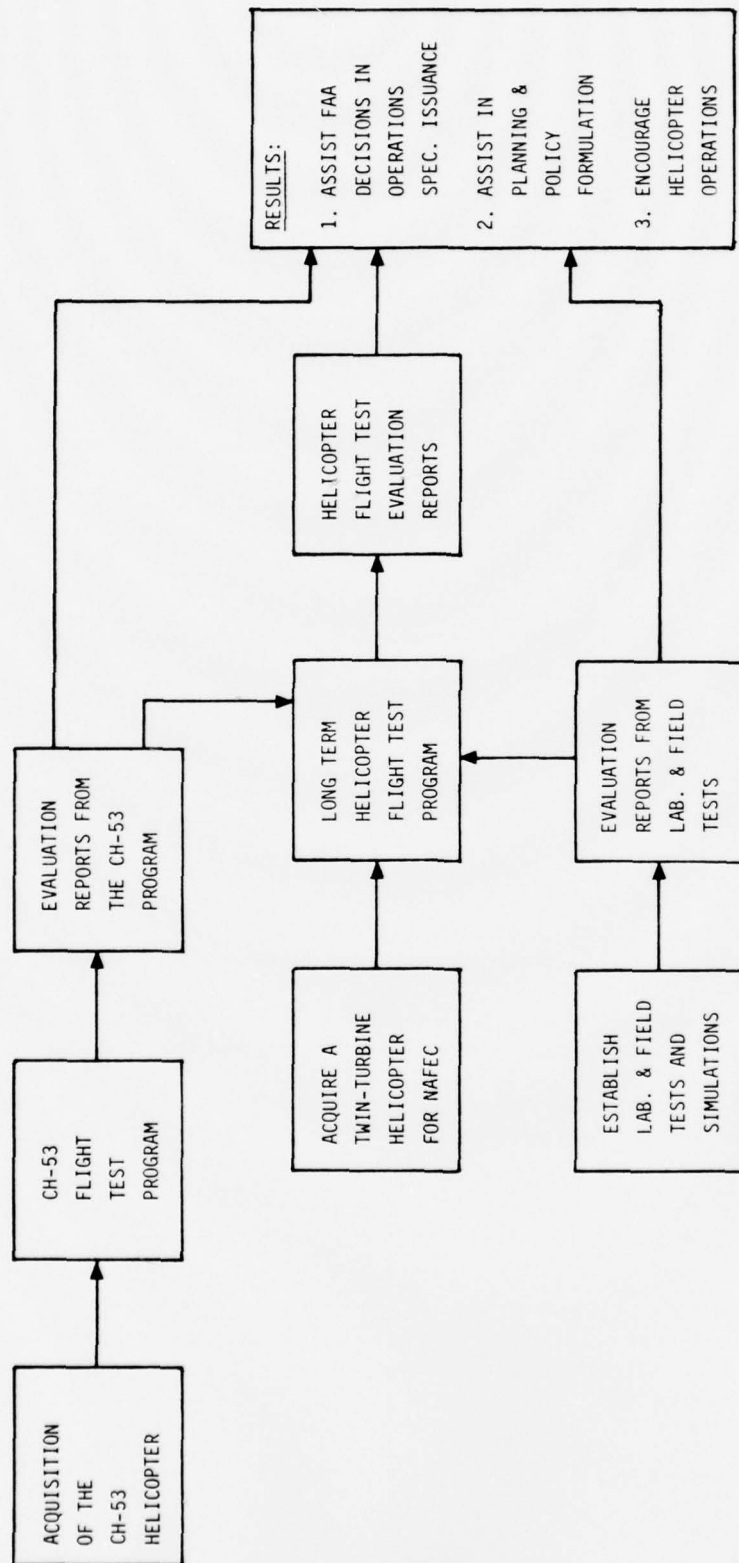 ACQUISITION
OF THE
CH-53
HELICOPTER
CH-53
FLIGHT
TEST
PROGRAM
EVALUATION
REPORTS FROM
THE CH-53
PROGRAM
ACQUIRE A
TWIN-TURBINE
HELICOPTER
FOR NAFEC
LONG TERM
HELICOPTER
FLIGHT TEST
PROGRAM
HELICOPTER
FLIGHT TEST
EVALUATION
REPORTS
ESTABLISH
LAB. & FIELD
TESTS AND
SIMULATIONS
EVALUATION
REPORTS FROM
LAB. & FIELD
TESTS
RESULTS:
1. ASSIST FAA
DECISIONS IN
OPERATIONS
SPEC. ISSUANCE
2. ASSIST IN
PLANNING &
POLICY
FORMULATION
3. ENCOURAGE
HELICOPTER
OPERATIONS